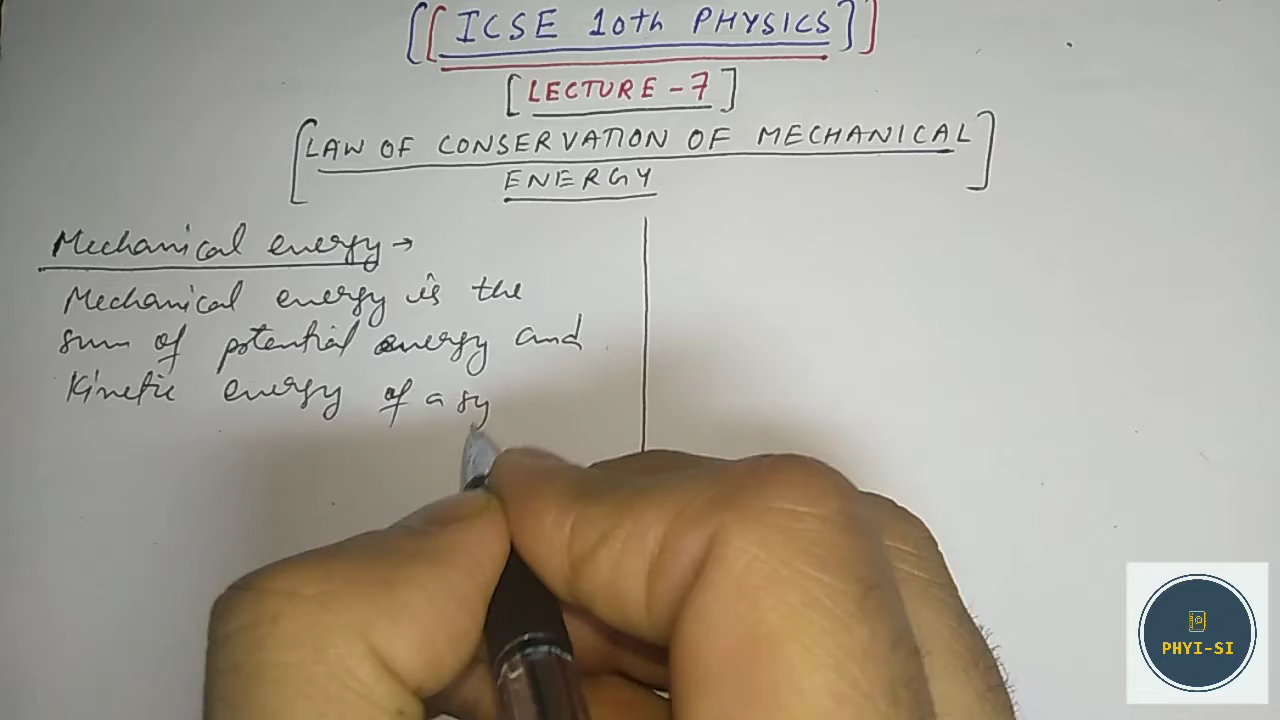 [[ICSE 10th PHYSICS]]
[LECTURE - 7]
[LAW OF CONSERVATION OF MECHANICAL
ENERGY]
Mechanical energy →
Mechanical energy is the
sum of potential energy and
Kinetic energy of a sy
PHYI-SI